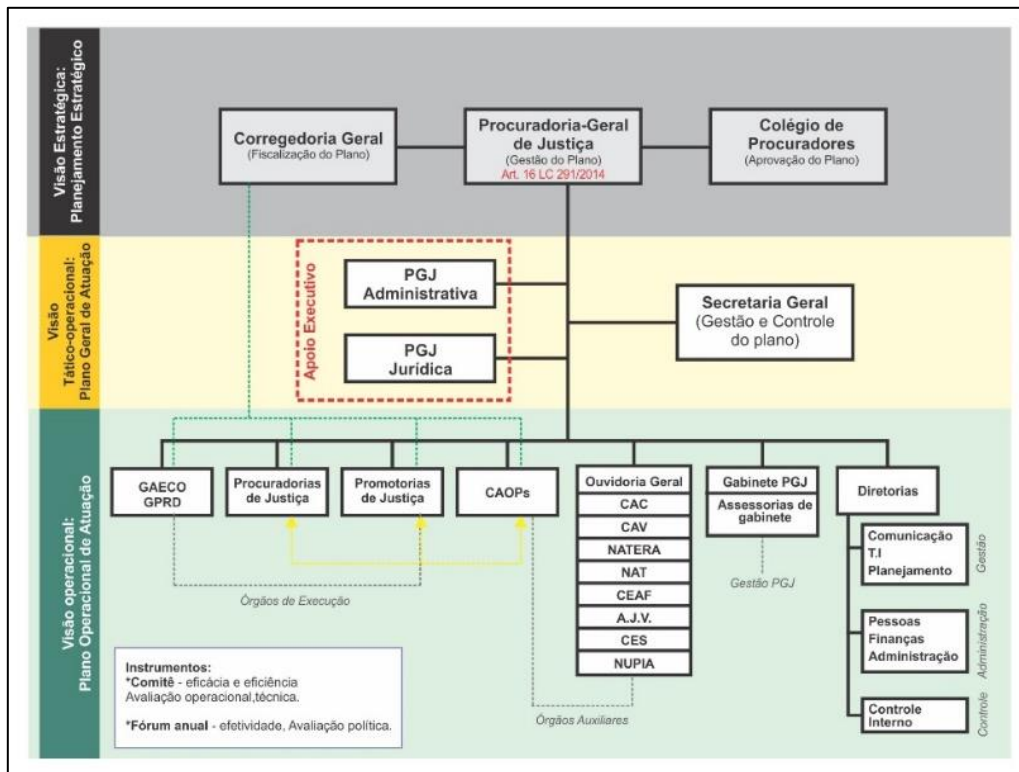 Visão Estratégica:
Planejamento Estratégico
Corregedoria Geral
(Fiscalização do Plano)
Procuradoria-Geral
de Justiça
(Gestão do Plano)
Art. 16 LC 291/2014
Colégio de
Procuradores
(Aprovação do Plano)
Visão
Tático-operacional:
Plano Geral de Atuação
Apoio Executivo
PGJ
Administrativa
PGJ
Jurídica
Secretaria Geral
(Gestão e Controle
do plano)
Visão operacional:
Plano Operacional de Atuação
GAECO
GPRD
Procuradorias
de Justiça
Promotorias
de Justiça
CAOPs
Ouvidoria Geral
CAC
CAV
NATERA
NAT
CEAF
A.J.V.
CES
NUPIA
Gabinete PGJ
Assessorias de
gabinete
Gestão PGJ
Diretorias
Comunicação
T.I
Planejamento
Gestão
Pessoas
Finanças
Administração
Administração
Controle
Interno
Controle
Órgãos de Execução
Órgãos Auxiliares
Instrumentos:
*Comitê - eficácia e eficiência
Avaliação operacional,técnica.
*Fórum anual - efetividade, Avaliação política.